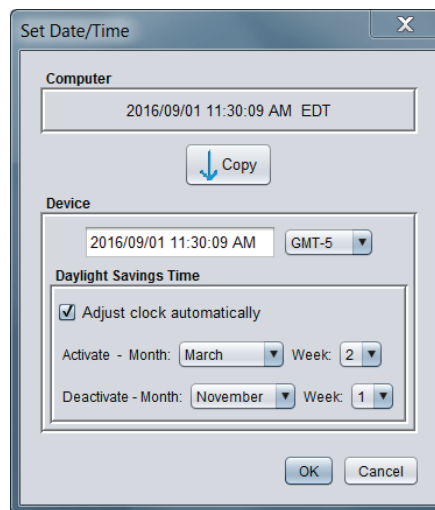 Set Date/Time
Computer
2016/09/01 11:30:09 AM EDT
Copy
Device
2016/09/01 11:30:09 AM GMT-5
Daylight Savings Time
Adjust clock automatically
Activate - Month: March Week: 2
Deactivate - Month: November Week: 1
OK Cancel